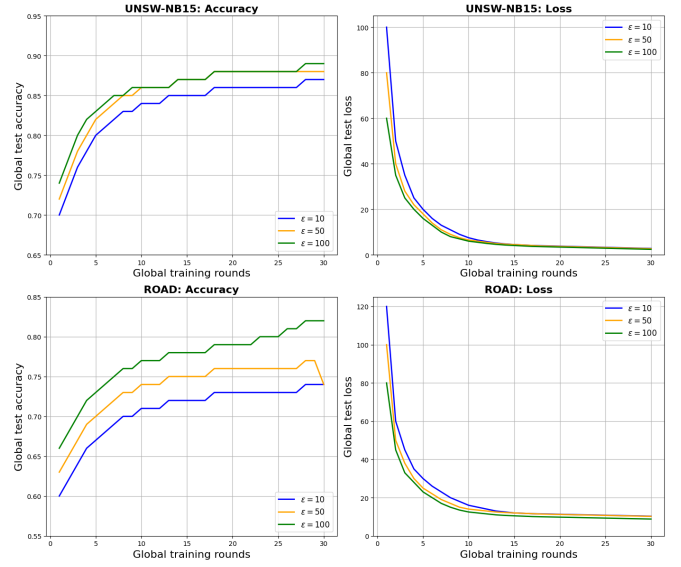 UNSW-NB15: Accuracy
Global test accuracy
0.95
0.90
0.85
0.80
0.75
0.70
0.65
0
5
10
15
20
25
30
Global training rounds
ε = 10
ε = 50
ε = 100
UNSW-NB15: Loss
Global test loss
100
80
60
40
20
0
0
5
10
15
20
25
30
Global training rounds
ε = 10
ε = 50
ε = 100
ROAD: Accuracy
Global test accuracy
0.85
0.80
0.75
0.70
0.65
0.60
0.55
0
5
10
15
20
25
30
Global training rounds
ε = 10
ε = 50
ε = 100
ROAD: Loss
Global test loss
120
100
80
60
40
20
0
0
5
10
15
20
25
30
Global training rounds
ε = 10
ε = 50
ε = 100